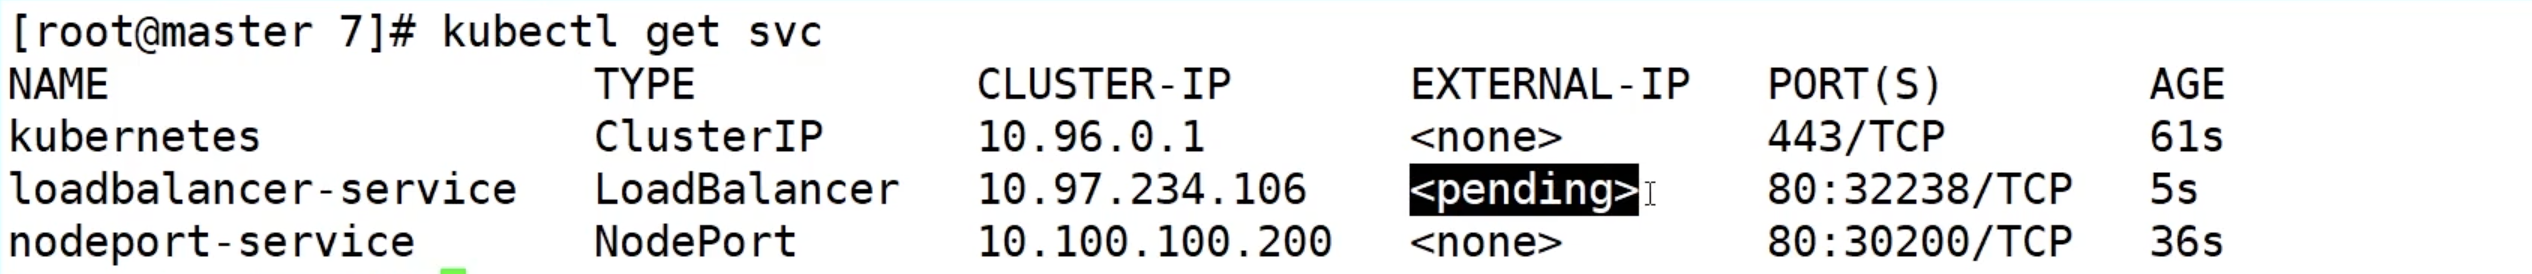 [root@master 7]# kubectl get svc
NAME                   TYPE           CLUSTER-IP       EXTERNAL-IP   PORT(S)        AGE
kubernetes             ClusterIP      10.96.0.1        <none>        443/TCP        61s
loadbalancer-service   LoadBalancer   10.97.234.106    <pending>     80:32238/TCP   5s
nodeport-service       NodePort       10.100.100.200   <none>        80:30200/TCP   36s